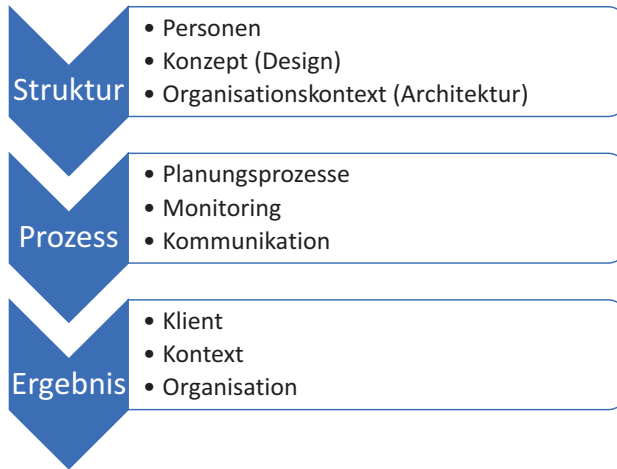 Struktur
• Personen
• Konzept (Design)
• Organisationskontext (Architektur)
Prozess
• Planungsprozesse
• Monitoring
• Kommunikation
Ergebnis
• Klient
• Kontext
• Organisation